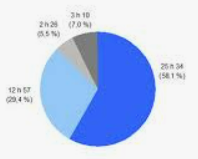 3 h 10
(7,0 %)
2 h 26
(5,5 %)
25 h 34
(58,1 %)
12 h 57
(29,4 %)